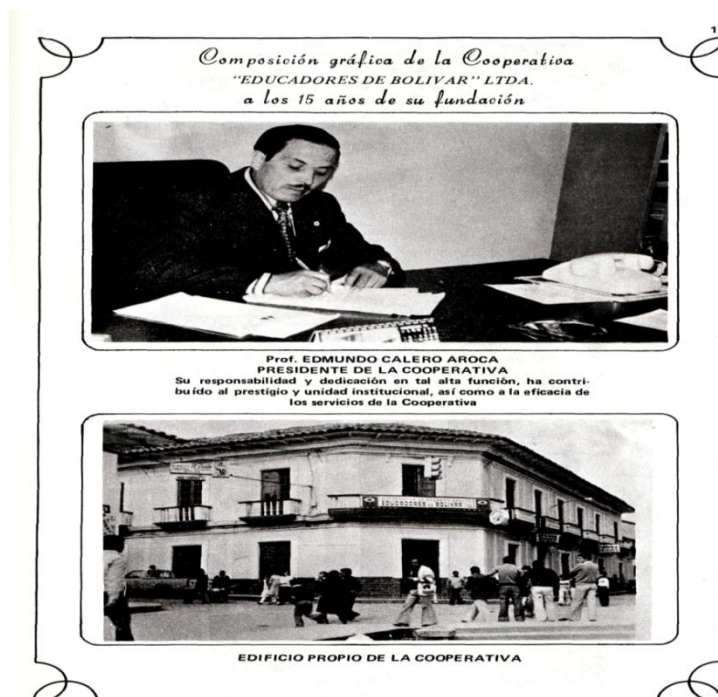 1
Composición gráfica de la Cooperativa
"EDUCADORES DE BOLIVAR" LTDA.
a los 15 años de su fundación
Prof. EDMUNDO CALERO AROCA
PRESIDENTE DE LA COOPERATIVA
Su responsabilidad y dedicación en tal alta función, ha contri-
buído al prestigio y unidad institucional, así como a la eficacia de
los servicios de la Cooperativa
EDUCADORES DE BOLIVAR
EDIFICIO PROPIO DE LA COOPERATIVA